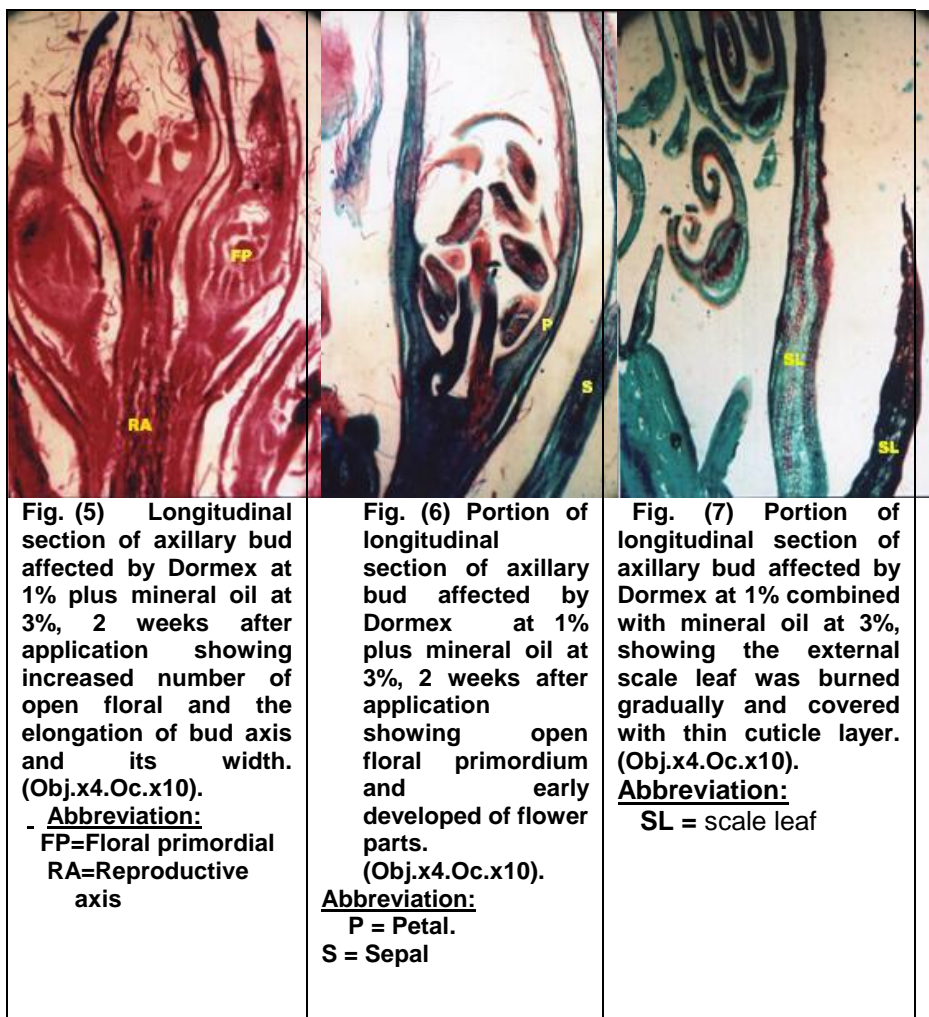 FP
RA
Fig. (5) Longitudinal
section of axillary bud
affected by Dormex at
1% plus mineral oil at
3%, 2 weeks after
application showing
increased number of
open floral and the
elongation of bud axis
and its width.
(Obj.x4.Oc.x10).
Abbreviation:
FP=Floral primordial
RA=Reproductive
axis
P
S
Fig. (6) Portion of
longitudinal
section of axillary
bud affected by
Dormex at 1%
plus mineral oil at
3%, 2 weeks after
application
showing open
floral primordium
and early
developed of flower
parts.
(Obj.x4.Oc.x10).
Abbreviation:
P = Petal.
S = Sepal
SL
SL
Fig. (7) Portion of
longitudinal section of
axillary bud affected by
Dormex at 1% combined
with mineral oil at 3%,
showing the external
scale leaf was burned
gradually and covered
with thin cuticle layer.
(Obj.x4.Oc.x10).
Abbreviation:
SL = scale leaf